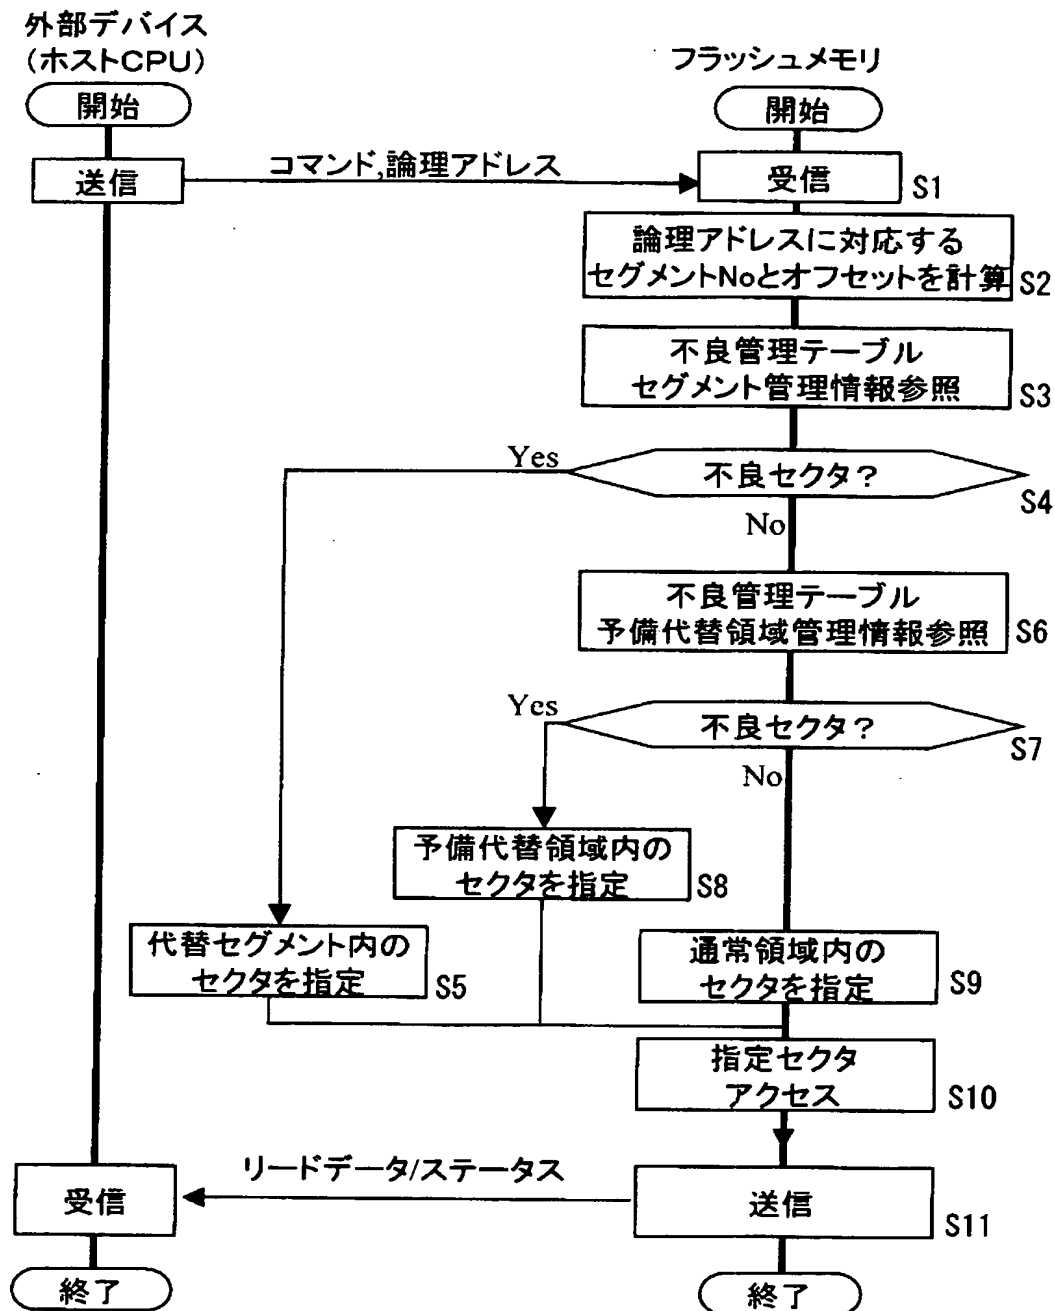 外部デバイス
(ホストCPU)
フラッシュメモリ
開始
開始
送信
コマンド,論理アドレス
受信
S1
論理アドレスに対応する
セグメントNoとオフセットを計算
S2
不良管理テーブル
セグメント管理情報参照
S3
Yes
不良セクタ?
S4
No
不良管理テーブル
予備代替領域管理情報参照
S6
Yes
不良セクタ?
S7
No
予備代替領域内の
セクタを指定
S8
代替セグメント内の
セクタを指定
S5
通常領域内の
セクタを指定
S9
指定セクタ
アクセス
S10
リードデータ/ステータス
受信
送信
S11
終了
終了